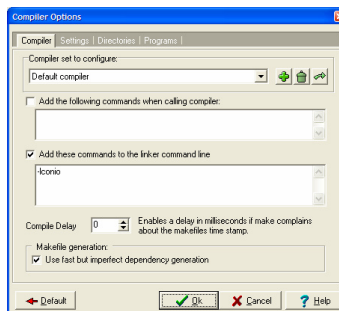 Compiler Options
Compiler Settings Directories Programs
Compiler set to configure:
Default compiler
Add the following commands when calling compiler:
Add these commands to the linker command line
-lconio
Compile Delay 0 Enables a delay in milliseconds if make complains
about the makefiles time stamp.
Makefile generation:
Use fast but imperfect dependency generation
Default Ok Cancel Help